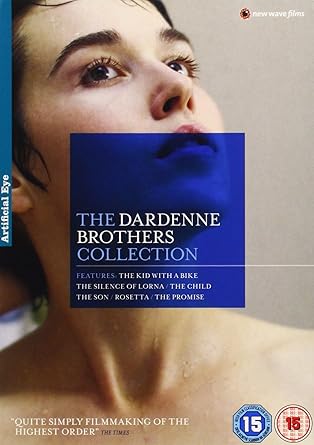 new wave films
Artificial Eye
THE DARDENNE
BROTHERS
COLLECTION
FEATURES: THE KID WITH A BIKE
THE SILENCE OF LORNA / THE CHILD
THE SON / ROSETTA / THE PROMISE
"QUITE SIMPLY FILMMAKING OF THE
HIGHEST ORDER" THE TIMES
15
15